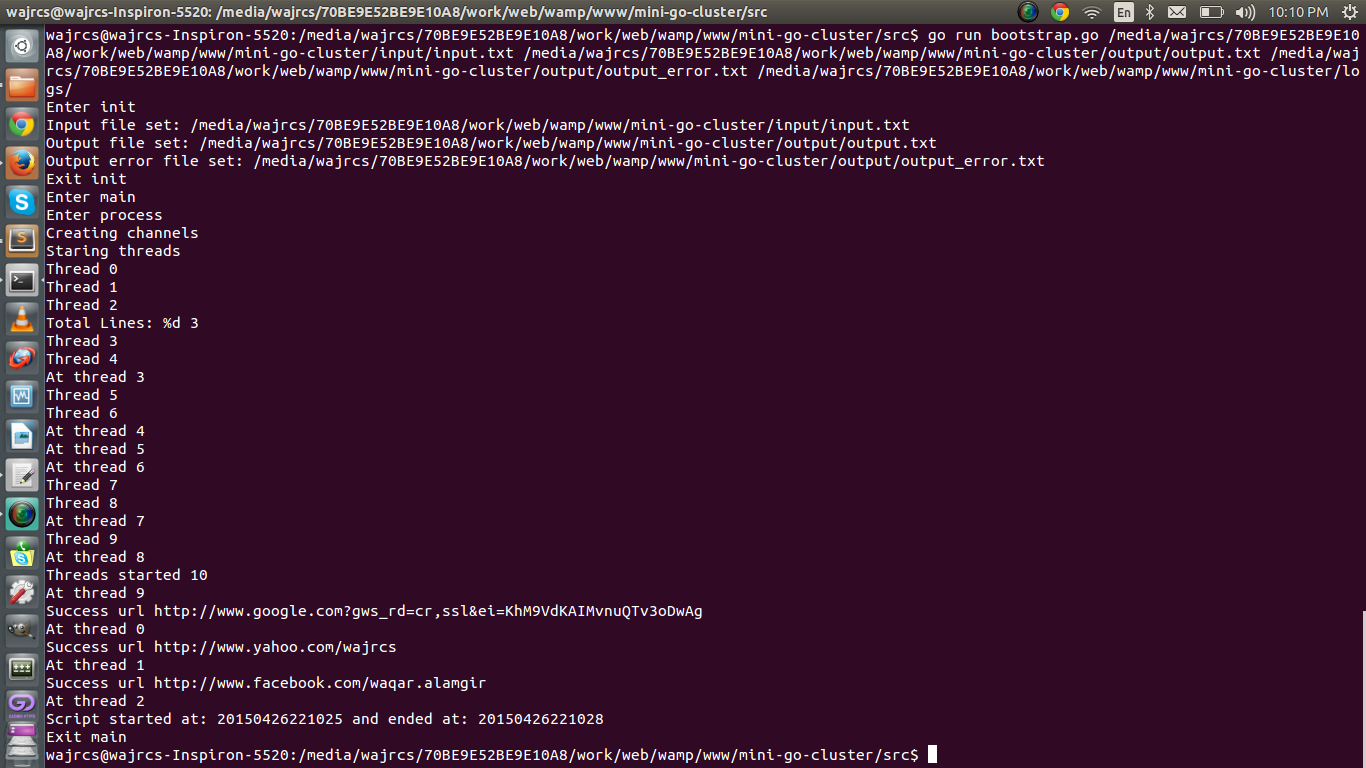 wajrcs@wajrcs-Inspiron-5520: /media/wajrcs/70BE9E52BE9E10A8/work/web/wamp/www/mini-go-cluster/src
En
10:10 PM
wajrcs@wajrcs-Inspiron-5520:/media/wajrcs/70BE9E52BE9E10A8/work/web/wamp/www/mini-go-cluster/src$ go run bootstrap.go /media/wajrcs/70BE9E52BE9E10
A8/work/web/wamp/www/mini-go-cluster/input/input.txt /media/wajrcs/70BE9E52BE9E10A8/work/web/wamp/www/mini-go-cluster/output/output.txt /media/waj
rcs/70BE9E52BE9E10A8/work/web/wamp/www/mini-go-cluster/output/output_error.txt /media/wajrcs/70BE9E52BE9E10A8/work/web/wamp/www/mini-go-cluster/lo
gs/
Enter init
Input file set: /media/wajrcs/70BE9E52BE9E10A8/work/web/wamp/www/mini-go-cluster/input/input.txt
Output file set: /media/wajrcs/70BE9E52BE9E10A8/work/web/wamp/www/mini-go-cluster/output/output.txt
Output error file set: /media/wajrcs/70BE9E52BE9E10A8/work/web/wamp/www/mini-go-cluster/output/output_error.txt
Exit init
Enter main
Enter process
Creating channels
Staring threads
Thread 0
Thread 1
Thread 2
Total Lines: %d 3
Thread 3
Thread 4
At thread 3
Thread 5
Thread 6
At thread 4
At thread 5
At thread 6
Thread 7
Thread 8
At thread 7
Thread 9
At thread 8
Threads started 10
At thread 9
Success url http://www.google.com?gws_rd=cr,ssl&ei=KhM9VdKAIMvnuQTv3oDwAg
At thread 0
Success url http://www.yahoo.com/wajrcs
At thread 1
Success url http://www.facebook.com/waqar.alamgir
At thread 2
Script started at: 20150426221025 and ended at: 20150426221028
Exit main
wajrcs@wajrcs-Inspiron-5520:/media/wajrcs/70BE9E52BE9E10A8/work/web/wamp/www/mini-go-cluster/src$